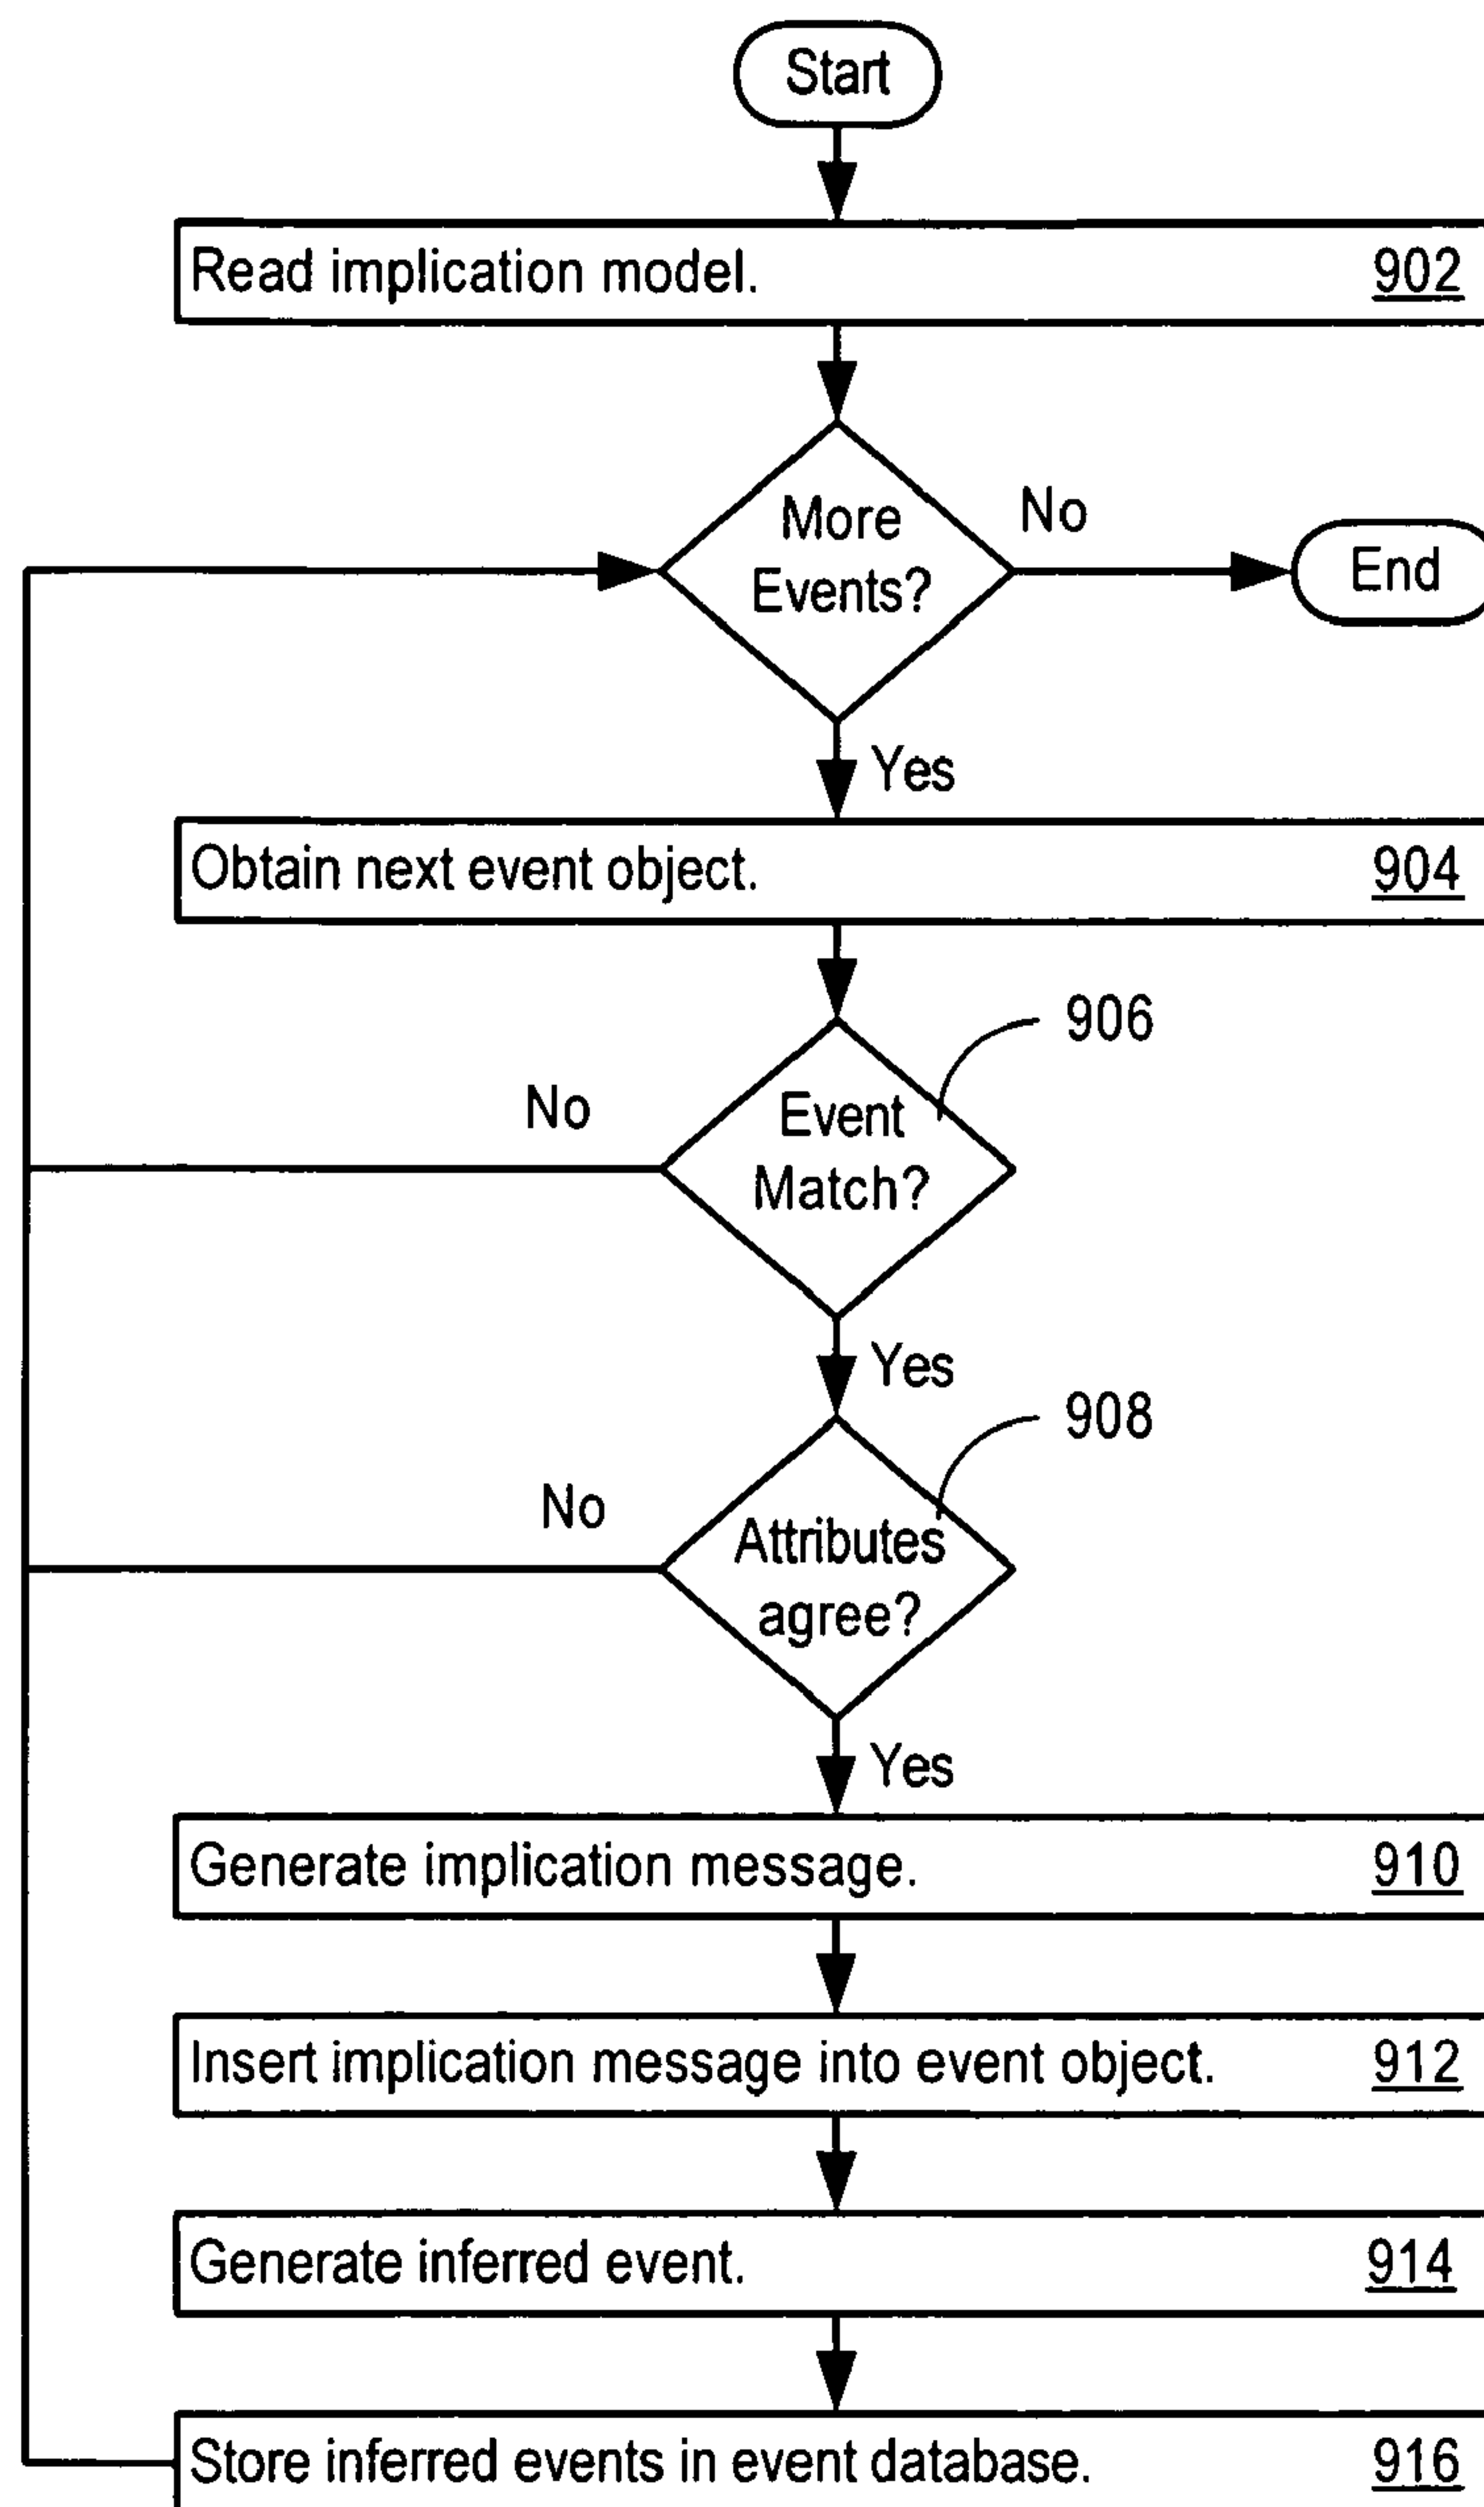 Start
Read implication model. 902
More
Events?
No
End
Yes
Obtain next event object. 904
906
No
Event
Match?
Yes
908
No
Attributes
agree?
Yes
Generate implication message. 910
Insert implication message into event object. 912
Generate inferred event. 914
Store inferred events in event database. 916